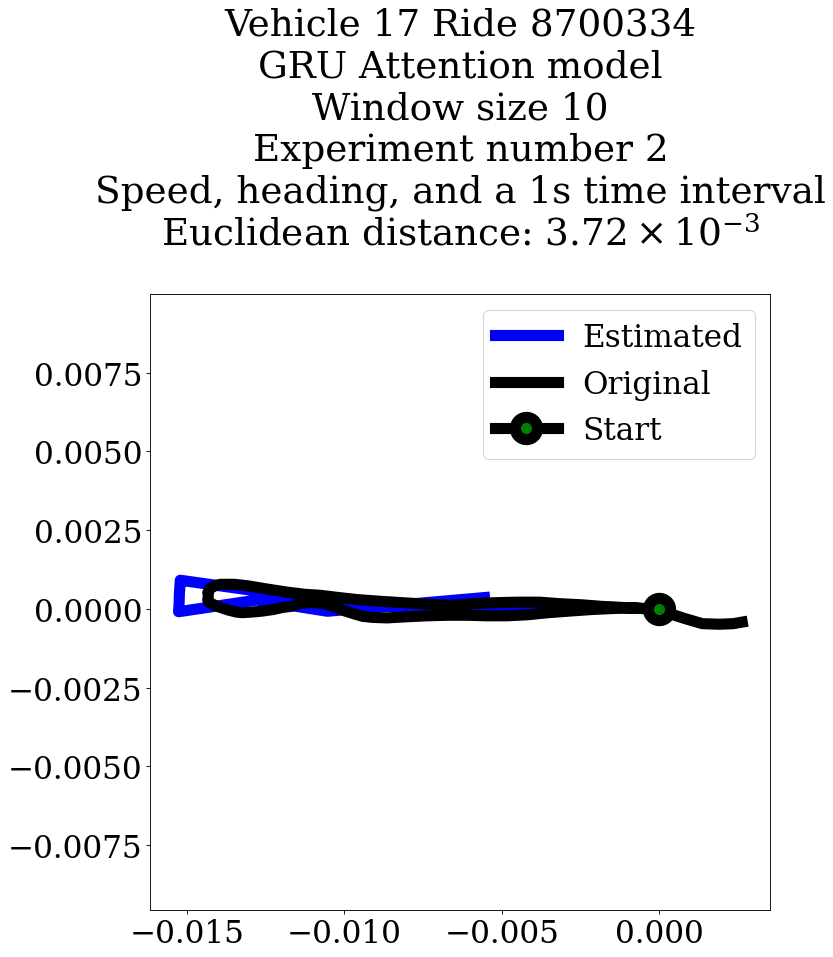 Vehicle 17 Ride 8700334
GRU Attention model
Window size 10
Experiment number 2
Speed, heading, and a 1s time interval
Euclidean distance: 3.72 × 10⁻³
Estimated
Original
Start
0.0075
0.0050
0.0025
0.0000
−0.0025
−0.0050
−0.0075
−0.015 −0.010 −0.005 0.000